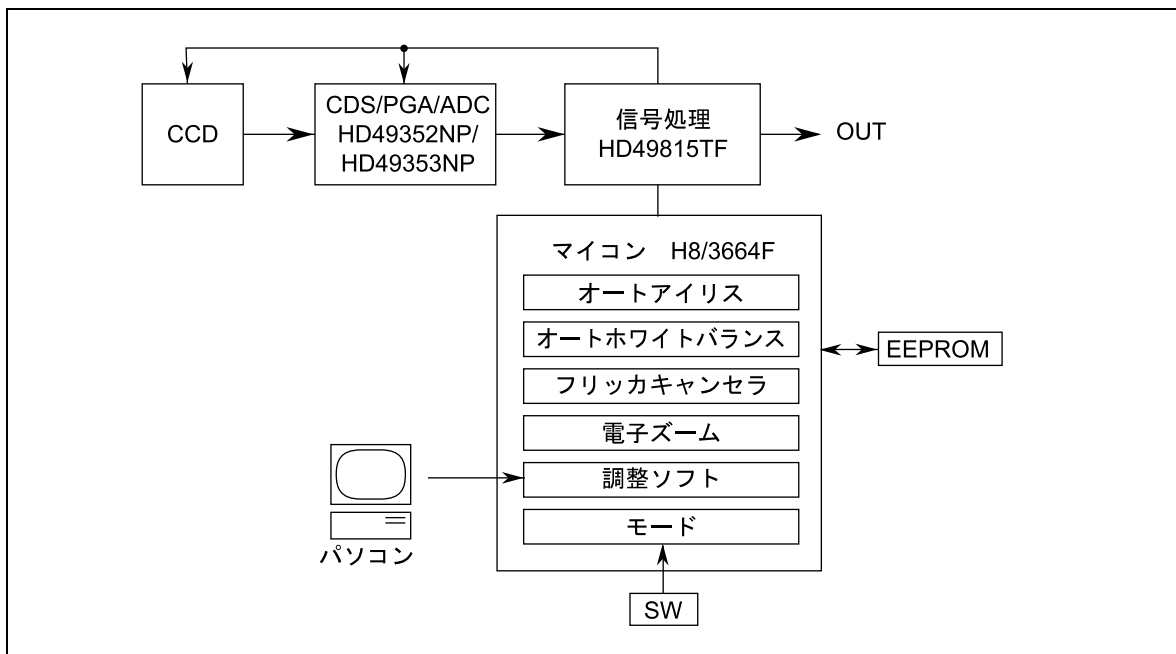 CCD
CDS/PGA/ADC
HD49352NP/
HD49353NP
信号処理
HD49815TF
OUT
マイコン H8/3664F
オートアイリス
オートホワイトバランス
フリッカキャンセラ
電子ズーム
調整ソフト
モード
EEPROM
パソコン
SW